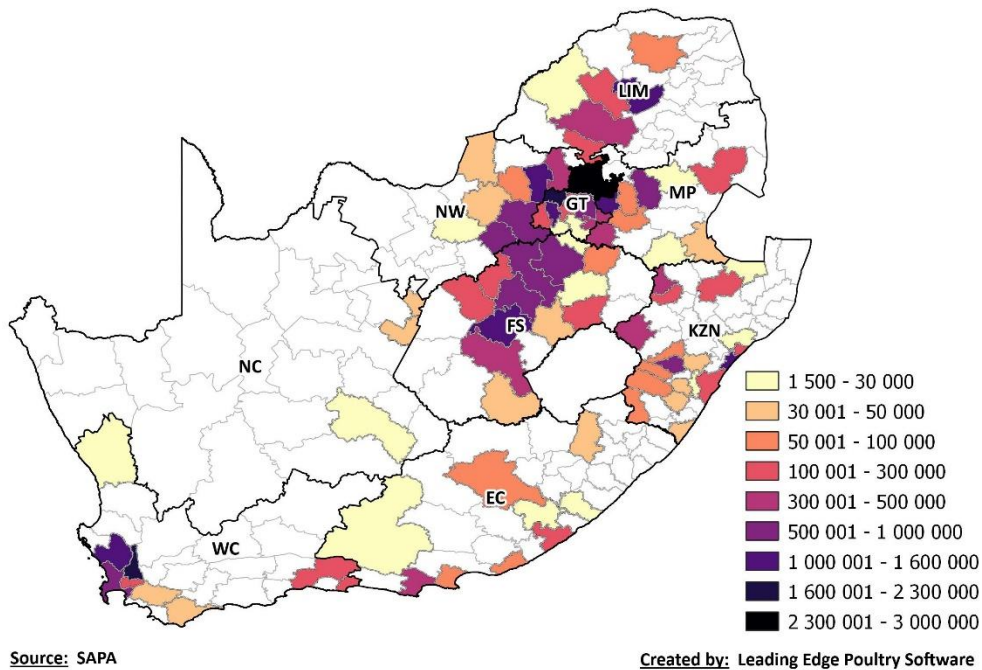 LIM
MP
NW
GT
FS
KZN
NC
EC
WC
1 500 - 30 000
30 001 - 50 000
50 001 - 100 000
100 001 - 300 000
300 001 - 500 000
500 001 - 1 000 000
1 000 001 - 1 600 000
1 600 001 - 2 300 000
2 300 001 - 3 000 000
Source: SAPA
Created by: Leading Edge Poultry Software